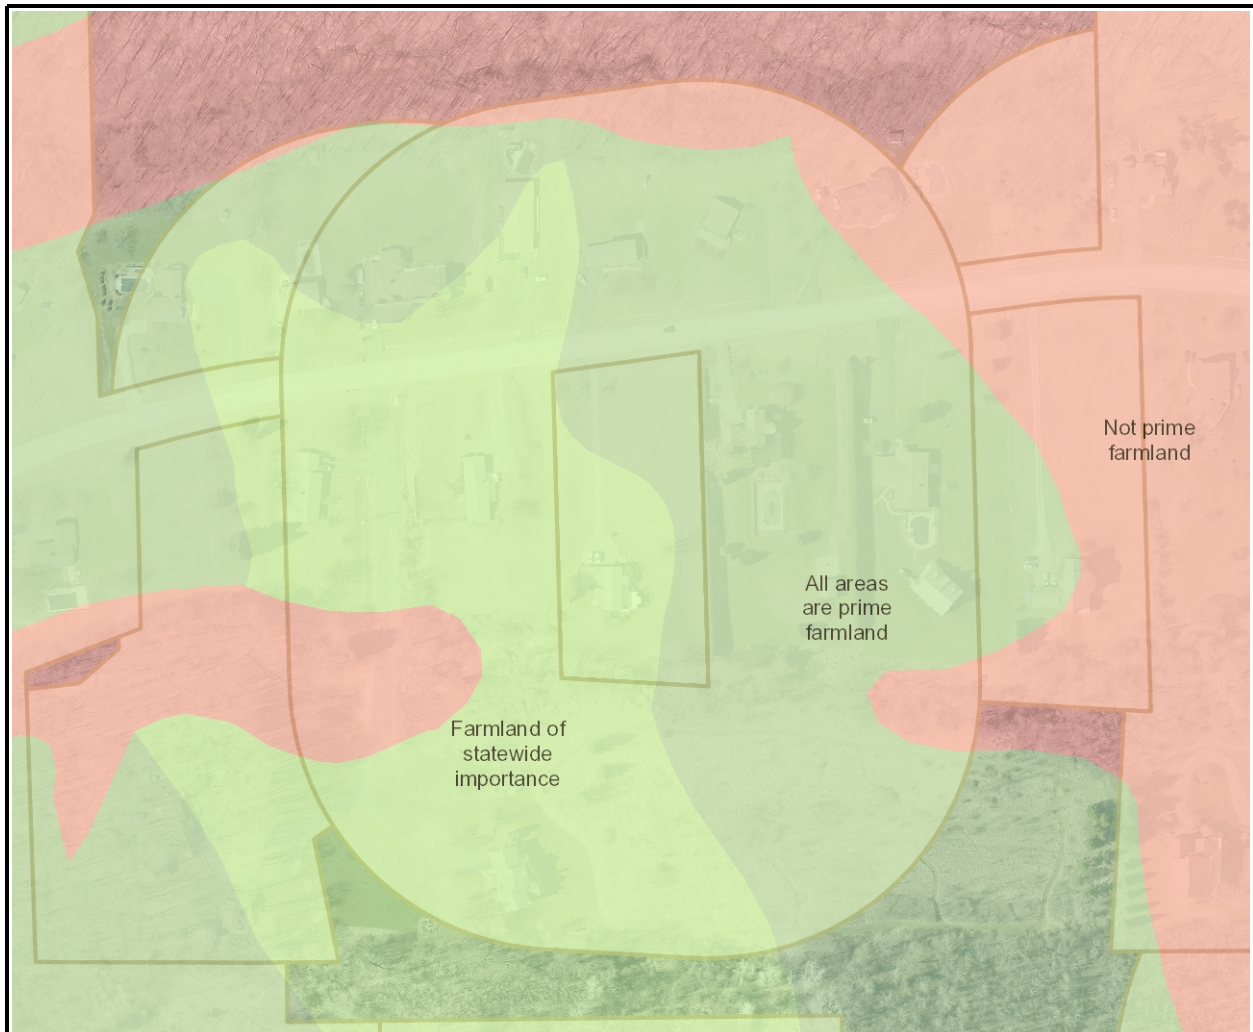 Not prime
farmland
All areas
are prime
farmland
Farmland of
statewide
importance